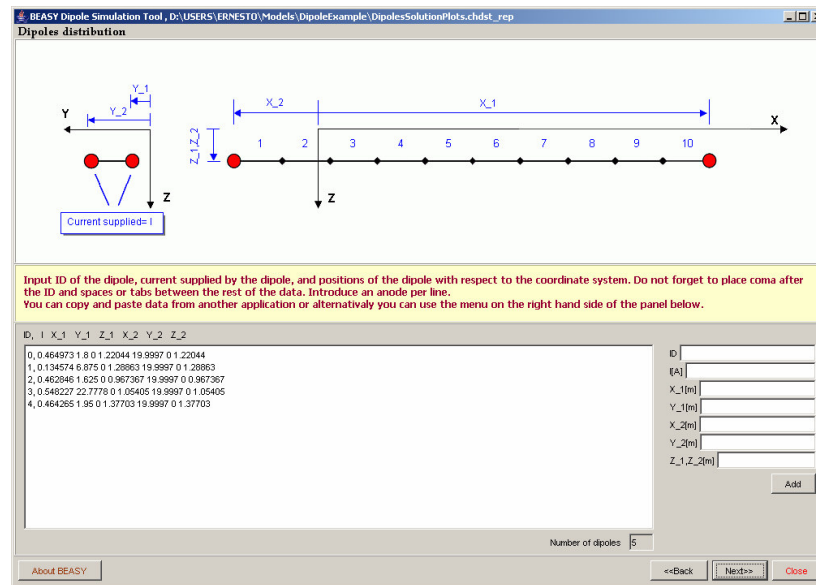 BEASY Dipole Simulation Tool , D:\USERS\ERNESTO\Models\DipoleExample\DipolesSolutionPlots.chdst_rep
Dipoles distribution
Y_1
Y_2
Y
Z
Current supplied= I
X_2
X_1
X
Z_1,Z_2
1 2 3 4 5 6 7 8 9 10
Z
Input ID of the dipole, current supplied by the dipole, and positions of the dipole with respect to the coordinate system. Do not forget to place coma after
the ID and spaces or tabs between the rest of the data. Introduce an anode per line.
You can copy and paste data from another application or alternativaly you can use the menu on the right hand side of the panel below.
ID, I X_1 Y_1 Z_1 X_2 Y_2 Z_2
0, 0.464973 1.8 0 1.22044 19.9997 0 1.22044
1, 0.134574 6.875 0 1.28863 19.9997 0 1.28863
2, 0.462846 1.625 0 0.967367 19.9997 0 0.967367
3, 0.548227 22.7778 0 1.05405 19.9997 0 1.05405
4, 0.464265 1.95 0 1.37703 19.9997 0 1.37703
ID
I[A]
X_1[m]
Y_1[m]
X_2[m]
Y_2[m]
Z_1,Z_2[m]
Add
Number of dipoles 5
About BEASY
<<Back
Next>>
Close